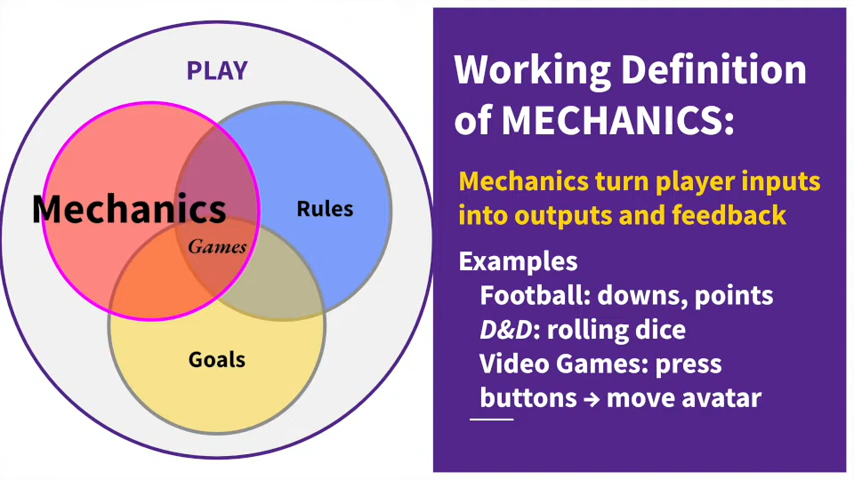 PLAY
Mechanics
Rules
Games
Goals
Working Definition
of MECHANICS:
Mechanics turn player inputs
into outputs and feedback
Examples
Football: downs, points
D&D: rolling dice
Video Games: press
buttons → move avatar